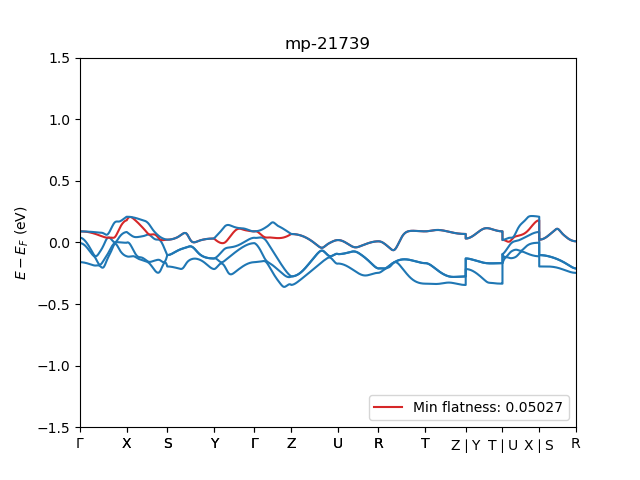 mp-21739
1.5
1.0
0.5
0.0
−0.5
−1.0
−1.5
E − E_F (eV)
Min flatness: 0.05027
Γ X S Y Γ Z U R T Z | Y T | U X | S R